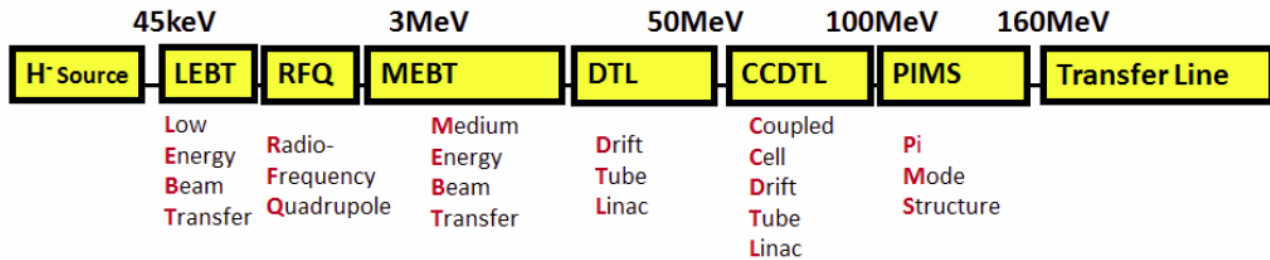 45keV 3MeV 50MeV 100MeV 160MeV
H⁻ Source LEBT RFQ MEBT DTL CCDTL PIMS Transfer Line
Low
Energy
Beam
Transfer
Radio-
Frequency
Quadrupole
Medium
Energy
Beam
Transfer
Drift
Tube
Linac
Coupled
Cell
Drift
Tube
Linac
Pi
Mode
Structure